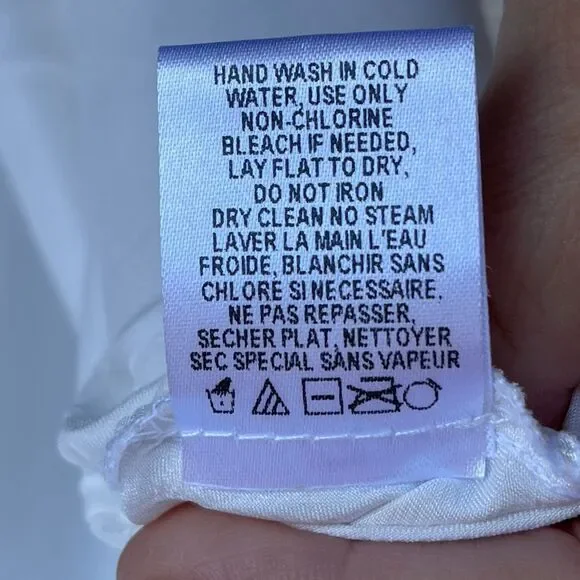 HAND WASH IN COLD
WATER, USE ONLY
NON-CHLORINE
BLEACH IF NEEDED,
LAY FLAT TO DRY,
DO NOT IRON
DRY CLEAN NO STEAM
LAVER LA MAIN L'EAU
FROIDE, BLANCHIR SANS
CHLORE SI NECESSAIRE,
NE PAS REPASSER,
SECHER PLAT, NETTOYER
SEC SPECIAL SANS VAPEUR